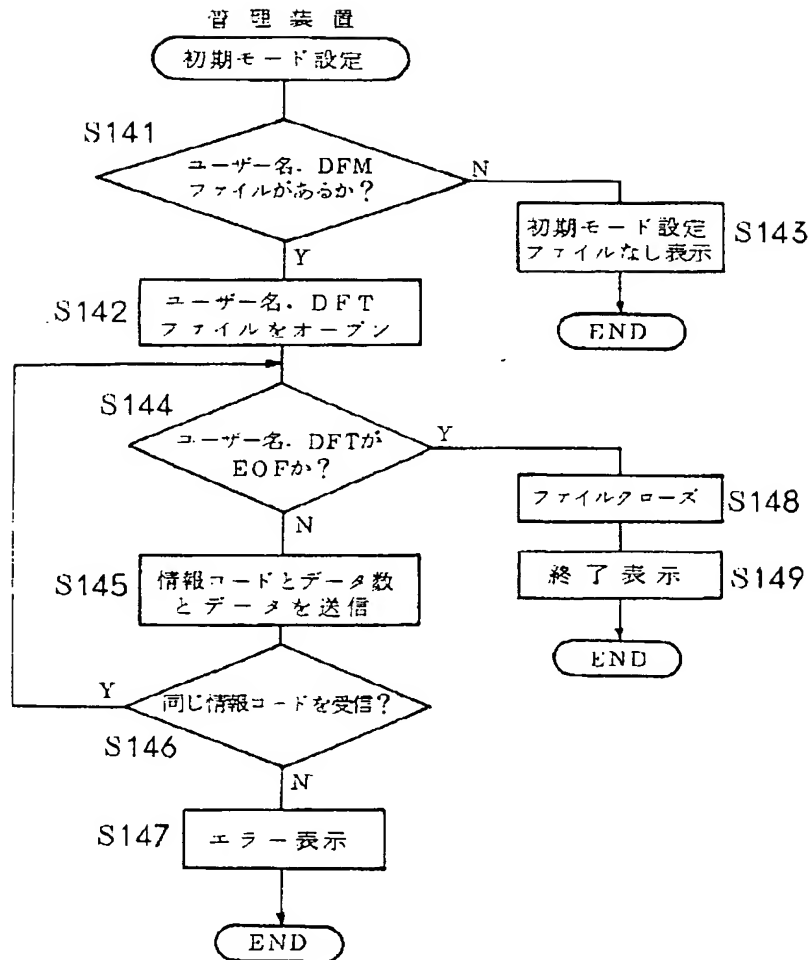 管理装置
初期モード設定
S141
ユーザー名．DFM
ファイルがあるか？
N
Y
初期モード設定
ファイルなし表示
S143
END
S142
ユーザー名．DFT
ファイルをオープン
S144
ユーザー名．DFTが
EOFか？
Y
N
ファイルクローズ
S148
S145
情報コードとデータ数
とデータを送信
終了表示
S149
END
Y
同じ情報コードを受信？
S146
N
S147
エラー表示
END